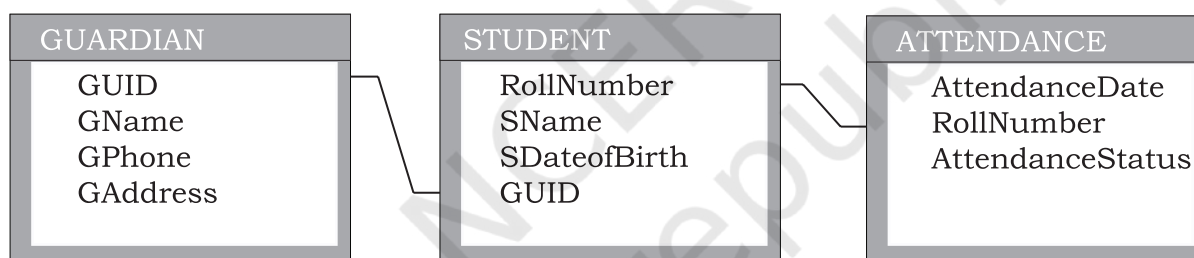 GUARDIAN
GUID
GName
GPhone
GAddress
STUDENT
RollNumber
SName
SDateofBirth
GUID
ATTENDANCE
AttendanceDate
RollNumber
AttendanceStatus